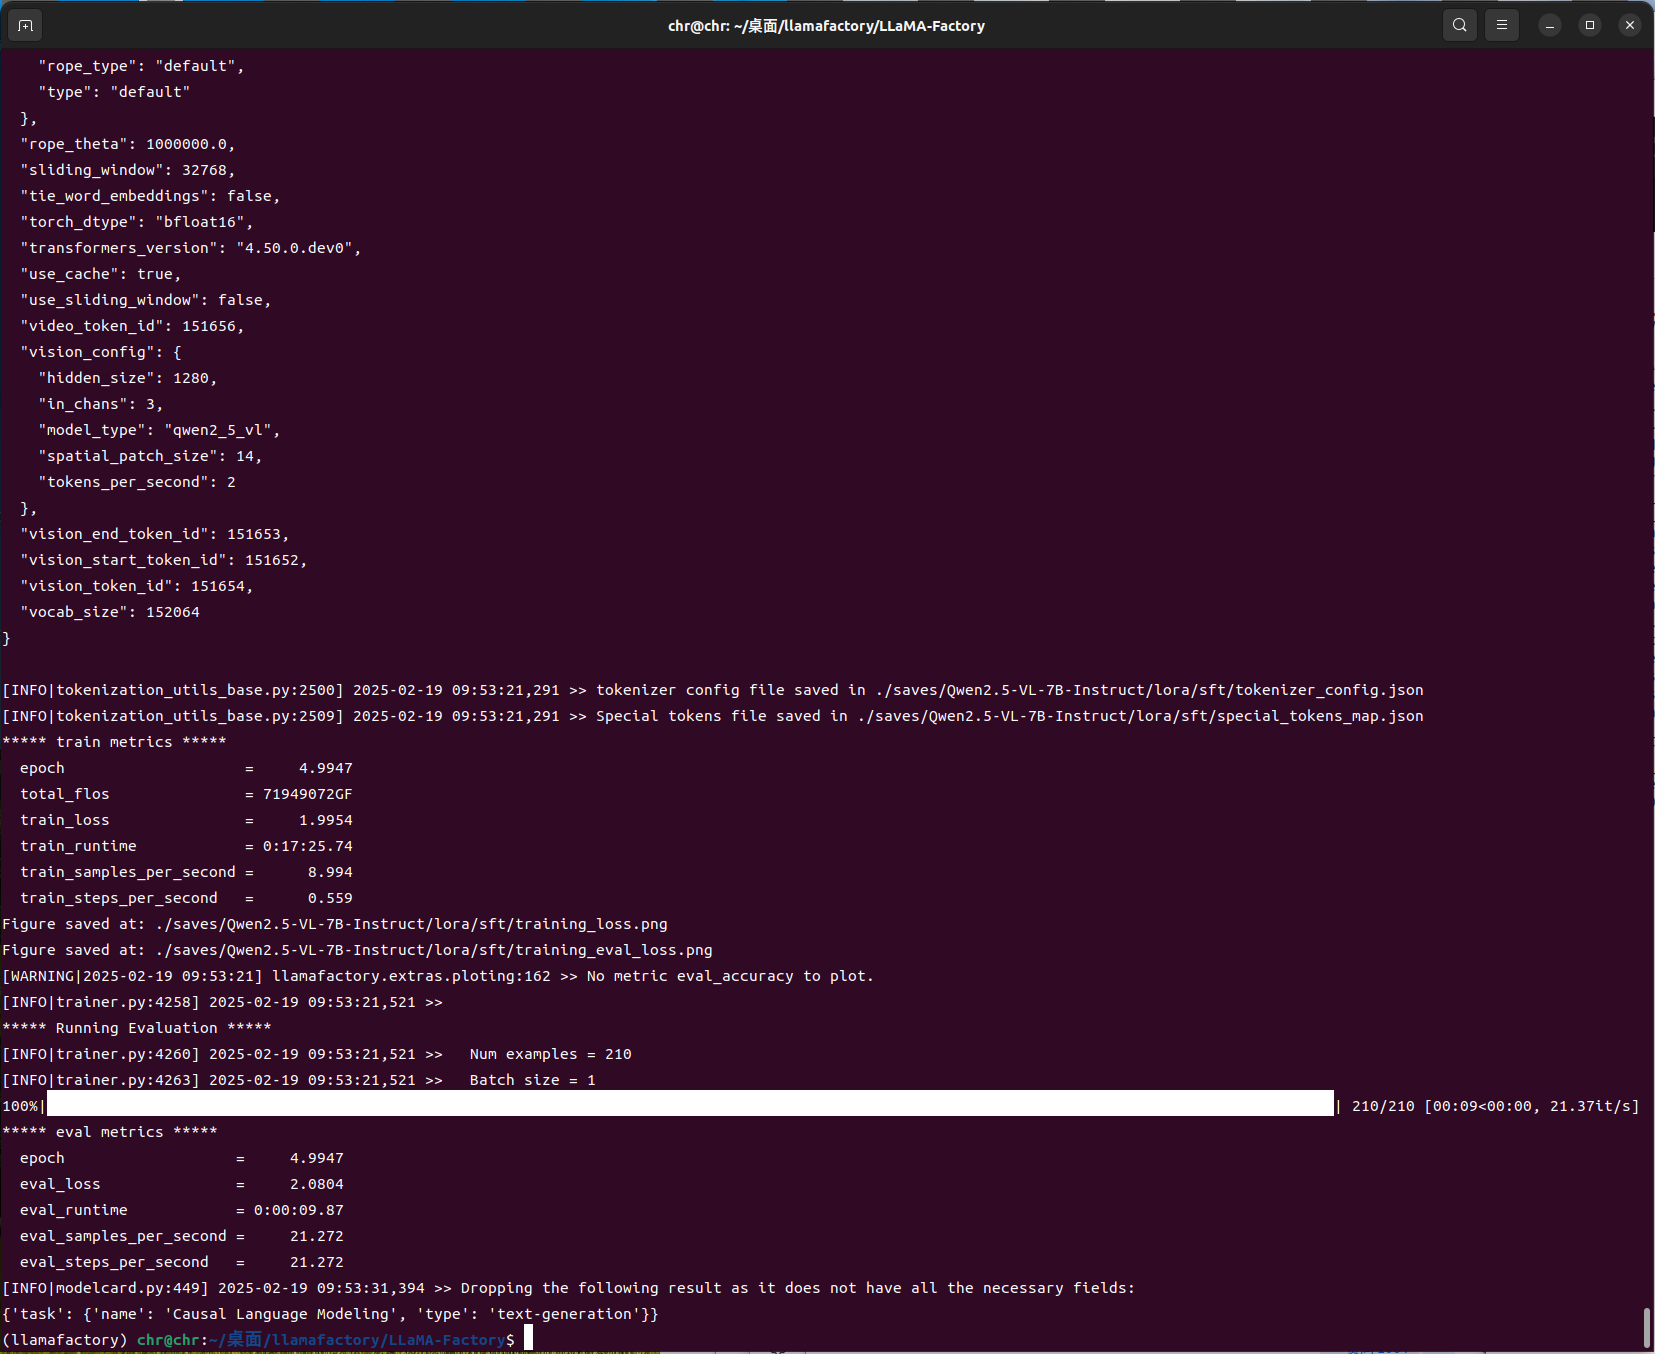 chr@chr: ~/桌面/llamafactory/LLaMA-Factory
    "rope_type": "default",
    "type": "default"
  },
  "rope_theta": 1000000.0,
  "sliding_window": 32768,
  "tie_word_embeddings": false,
  "torch_dtype": "bfloat16",
  "transformers_version": "4.50.0.dev0",
  "use_cache": true,
  "use_sliding_window": false,
  "video_token_id": 151656,
  "vision_config": {
    "hidden_size": 1280,
    "in_chans": 3,
    "model_type": "qwen2_5_vl",
    "spatial_patch_size": 14,
    "tokens_per_second": 2
  },
  "vision_end_token_id": 151653,
  "vision_start_token_id": 151652,
  "vision_token_id": 151654,
  "vocab_size": 152064
}
[INFO|tokenization_utils_base.py:2500] 2025-02-19 09:53:21,291 >> tokenizer config file saved in ./saves/Qwen2.5-VL-7B-Instruct/lora/sft/tokenizer_config.json
[INFO|tokenization_utils_base.py:2509] 2025-02-19 09:53:21,291 >> Special tokens file saved in ./saves/Qwen2.5-VL-7B-Instruct/lora/sft/special_tokens_map.json
***** train metrics *****
  epoch                    =     4.9947
  total_flos               = 71949072GF
  train_loss               =     1.9954
  train_runtime            = 0:17:25.74
  train_samples_per_second =      8.994
  train_steps_per_second   =      0.559
Figure saved at: ./saves/Qwen2.5-VL-7B-Instruct/lora/sft/training_loss.png
Figure saved at: ./saves/Qwen2.5-VL-7B-Instruct/lora/sft/training_eval_loss.png
[WARNING|2025-02-19 09:53:21] llamafactory.extras.ploting:162 >> No metric eval_accuracy to plot.
[INFO|trainer.py:4258] 2025-02-19 09:53:21,521 >>
***** Running Evaluation *****
[INFO|trainer.py:4260] 2025-02-19 09:53:21,521 >>   Num examples = 210
[INFO|trainer.py:4263] 2025-02-19 09:53:21,521 >>   Batch size = 1
100%| | 210/210 [00:09<00:00, 21.37it/s]
***** eval metrics *****
  epoch                   =     4.9947
  eval_loss               =     2.0804
  eval_runtime            = 0:00:09.87
  eval_samples_per_second =     21.272
  eval_steps_per_second   =     21.272
[INFO|modelcard.py:449] 2025-02-19 09:53:31,394 >> Dropping the following result as it does not have all the necessary fields:
{'task': {'name': 'Causal Language Modeling', 'type': 'text-generation'}}
(llamafactory) chr@chr:~/桌面/llamafactory/LLaMA-Factory$